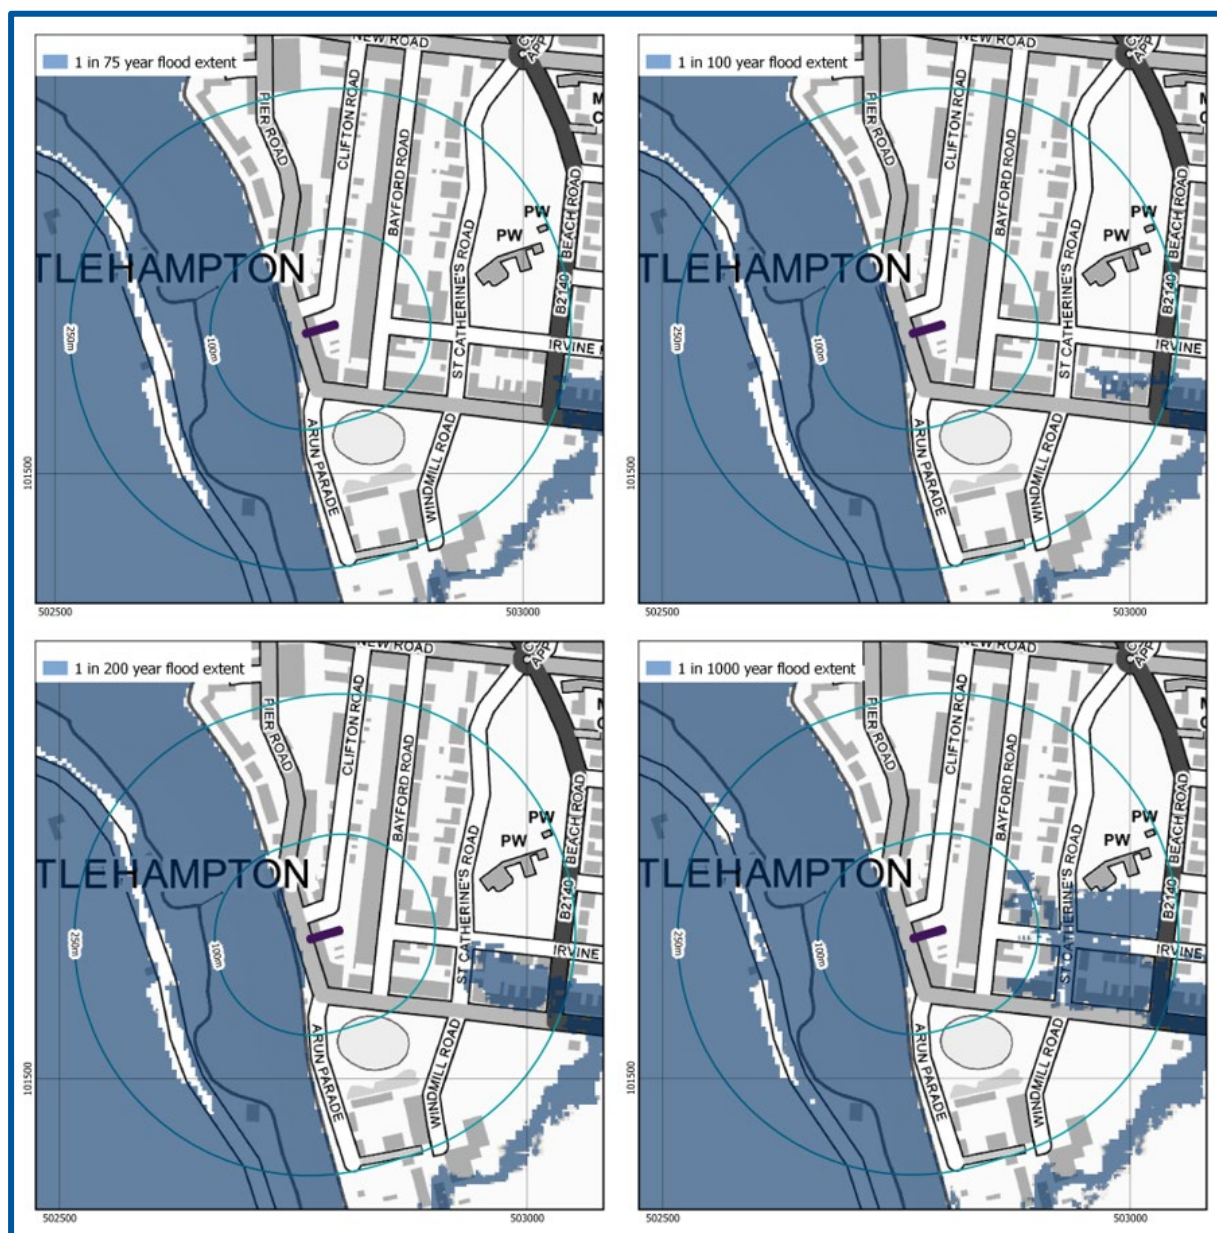 1 in 75 year flood extent
NEW ROAD
PIER ROAD
CLIFTON ROAD
BAYFORD ROAD
ST CATHERINE'S ROAD
B2140 BEACH ROAD
PW
PW
TLEHAMPTON
250m
100m
IRVINE
ARUN PARADE
WINDMILL ROAD
101500
502500
503000
1 in 100 year flood extent
NEW ROAD
PIER ROAD
CLIFTON ROAD
BAYFORD ROAD
ST CATHERINE'S ROAD
B2140 BEACH ROAD
PW
PW
TLEHAMPTON
250m
100m
IRVINE
ARUN PARADE
WINDMILL ROAD
502500
503000
1 in 200 year flood extent
NEW ROAD
PIER ROAD
CLIFTON ROAD
BAYFORD ROAD
ST CATHERINE'S ROAD
B2140 BEACH ROAD
PW
PW
TLEHAMPTON
250m
100m
IRVINE
ARUN PARADE
WINDMILL ROAD
101500
502500
503000
1 in 1000 year flood extent
NEW ROAD
PIER ROAD
CLIFTON ROAD
BAYFORD ROAD
ST CATHERINE'S ROAD
B2140 BEACH ROAD
PW
PW
TLEHAMPTON
250m
100m
IRVINE
ARUN PARADE
WINDMILL ROAD
502500
503000